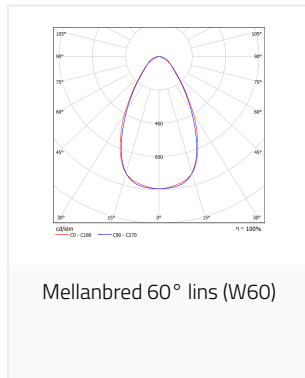 105° 105°
90° 90°
75° 75°
60° 60°
400
45° 45°
600
30° 15° 0° 15° 30°
cd/klm η = 100%
C0 - C180 C90 - C270
Mellanbred 60° lins (W60)